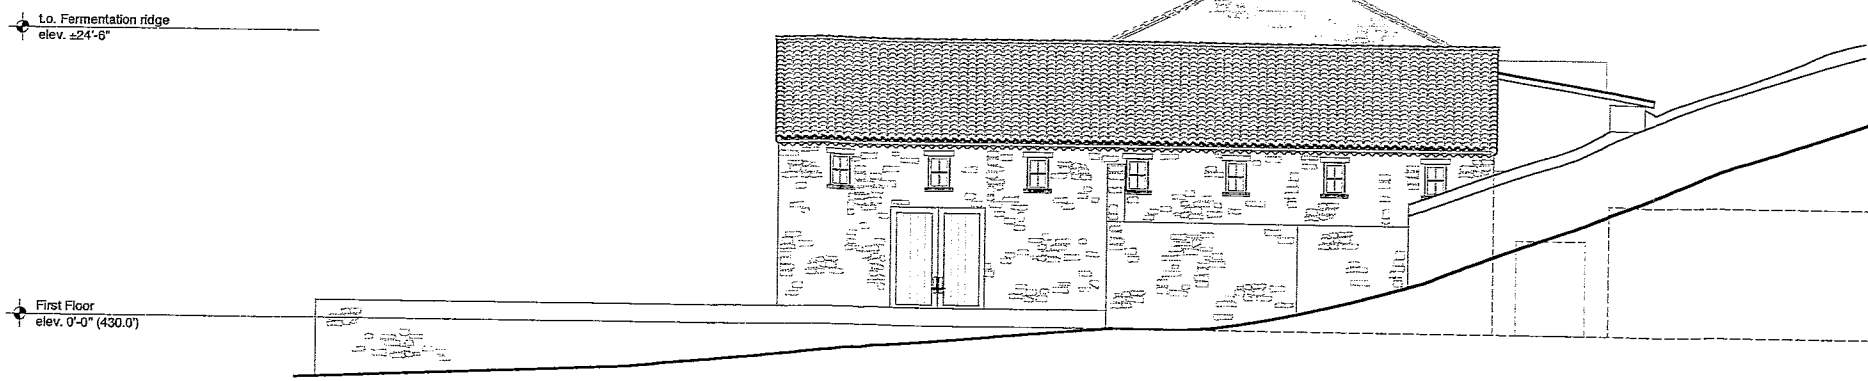 t.o. Fermentation ridge
elev. ±24'-6"
First Floor
elev. 0'-0" (430.0')